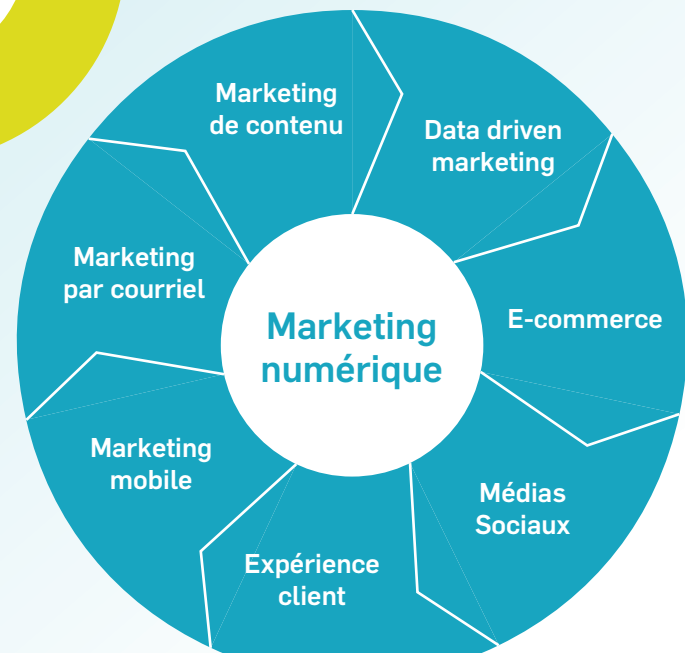 Marketing
de contenu
Data driven
marketing
E-commerce
Médias
Sociaux
Expérience
client
Marketing
mobile
Marketing
par courriel
Marketing
numérique